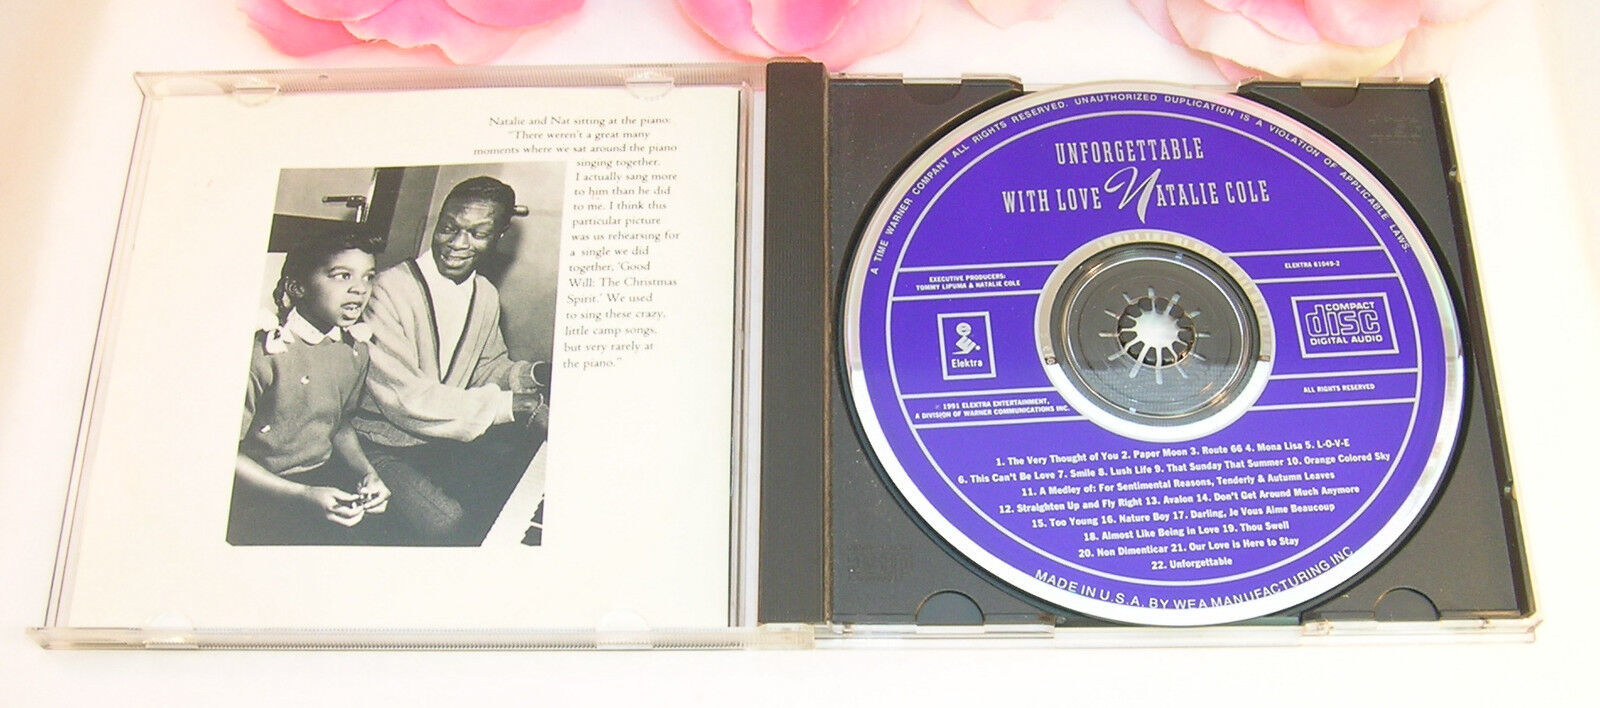 Natalie and Nat sitting at the piano:
"There weren't a great many
moments where we sat around the piano
singing together.
I actually sang more
to him than he did
to me. I think this
particular picture
was us rehearsing for
a single we did
together, 'Good
Will: The Christmas
Spirit.' We used
to sing these crazy,
little camp songs,
but very rarely at
the piano."
A TIME WARNER COMPANY ALL RIGHTS RESERVED. UNAUTHORIZED DUPLICATION IS A VIOLATION OF APPLICABLE LAWS.
UNFORGETTABLE
WITH LOVE NATALIE COLE
EXECUTIVE PRODUCERS:
TOMMY LIPUMA & NATALIE COLE
ELEKTRA 61049-2
Elektra
COMPACT
disc
DIGITAL AUDIO
℗ 1991 ELEKTRA ENTERTAINMENT,
A DIVISION OF WARNER COMMUNICATIONS INC.
ALL RIGHTS RESERVED
1. The Very Thought of You 2. Paper Moon 3. Route 66 4. Mona Lisa 5. L-O-V-E
6. This Can't Be Love 7. Smile 8. Lush Life 9. That Sunday That Summer 10. Orange Colored Sky
11. A Medley of: For Sentimental Reasons, Tenderly & Autumn Leaves
12. Straighten Up and Fly Right 13. Avalon 14. Don't Get Around Much Anymore
15. Too Young 16. Nature Boy 17. Darling, Je Vous Aime Beaucoup
18. Almost Like Being in Love 19. Thou Swell
20. Non Dimenticar 21. Our Love is Here to Stay
22. Unforgettable
MADE IN U.S.A. BY WEA MANUFACTURING INC.